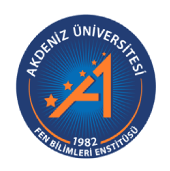 AKDENİZ ÜNİVERSİTESİ
1982
FEN BİLİMLERİ ENSTİTÜSÜ